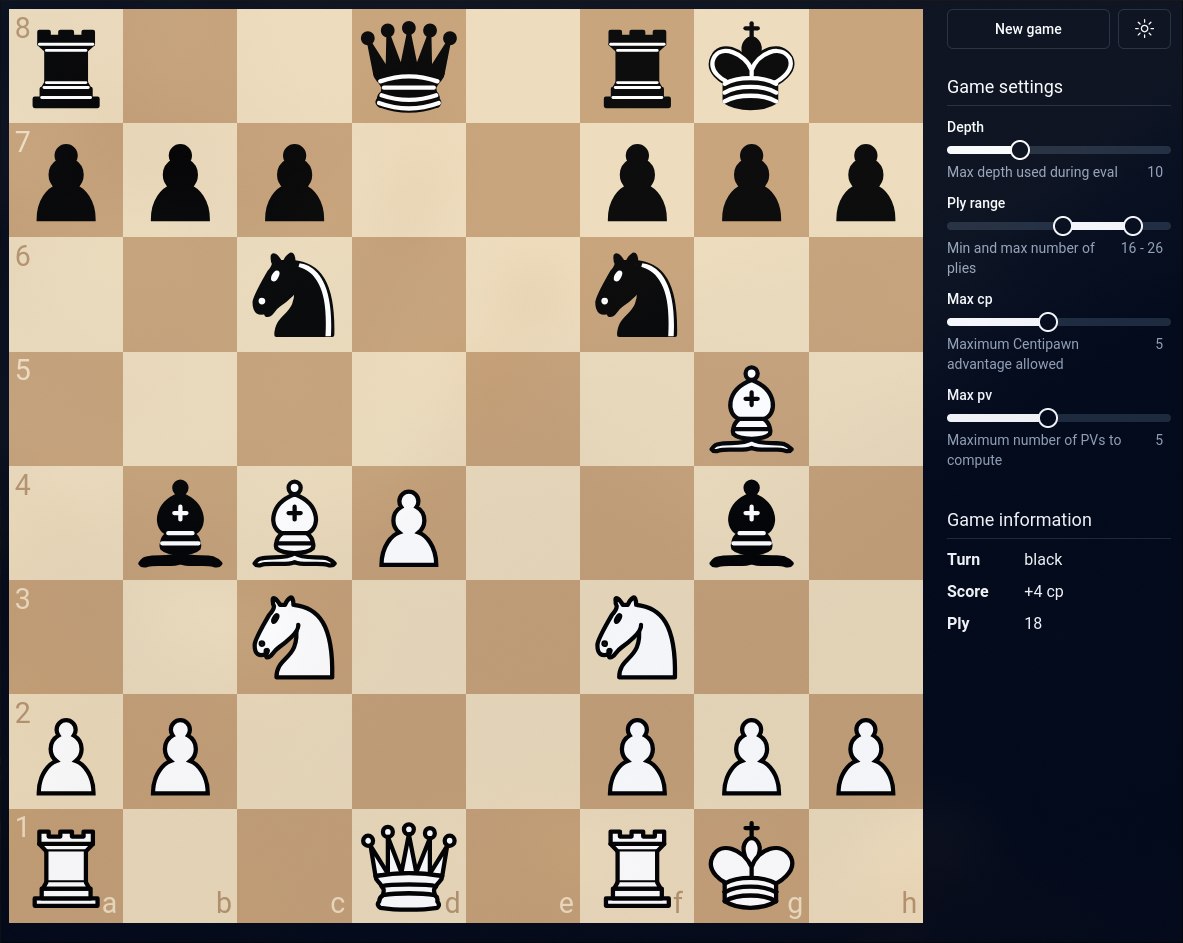 8
7
6
5
4
3
2
1
a b c d e f g h
New game
Game settings
Depth
Max depth used during eval 10
Ply range
Min and max number of 16 - 26
plies
Max cp
Maximum Centipawn 5
advantage allowed
Max pv
Maximum number of PVs to 5
compute
Game information
Turn black
Score +4 cp
Ply 18